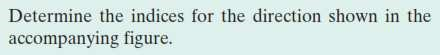 Determine the indices for the direction shown in the
accompanying figure.